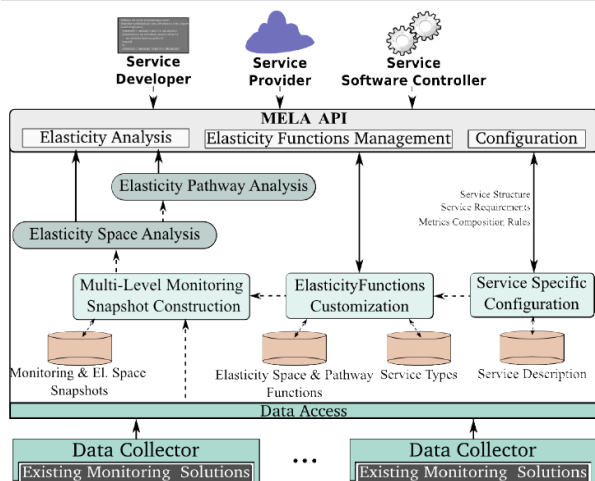 Service
Developer
Service
Provider
Service
Software Controller
MELA API
Elasticity Analysis
Elasticity Functions Management
Configuration
Elasticity Pathway Analysis
Service Structure
Service Requirements
Metrics Composition Rules
Elasticity Space Analysis
Multi-Level Monitoring
Snapshot Construction
ElasticityFunctions
Customization
Service Specific
Configuration
Monitoring & El. Space
Snapshots
Elasticity Space & Pathway
Functions
Service Types
Service Description
Data Access
Data Collector
Existing Monitoring Solutions
...
Data Collector
Existing Monitoring Solutions